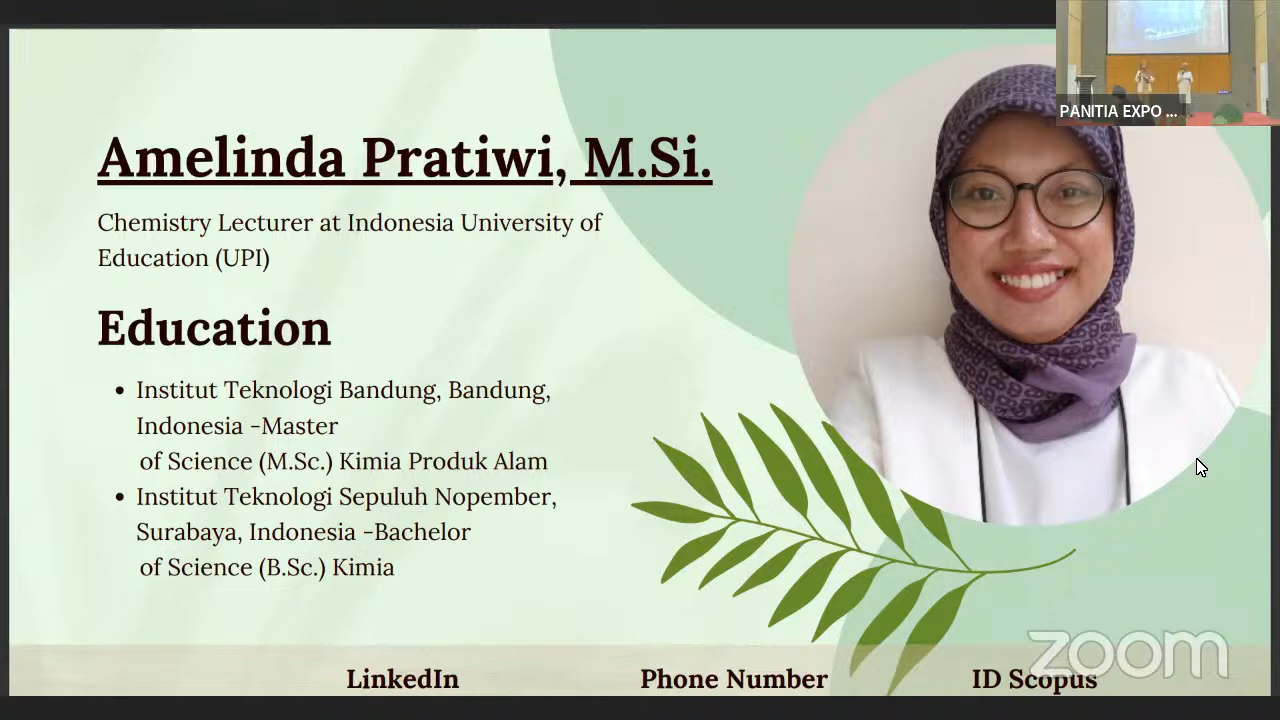 PANITIA EXPO ...
Amelinda Pratiwi, M.Si.
Chemistry Lecturer at Indonesia University of
Education (UPI)
Education
• Institut Teknologi Bandung, Bandung,
Indonesia -Master
of Science (M.Sc.) Kimia Produk Alam
• Institut Teknologi Sepuluh Nopember,
Surabaya, Indonesia -Bachelor
of Science (B.Sc.) Kimia
zoom
LinkedIn
Phone Number
ID Scopus